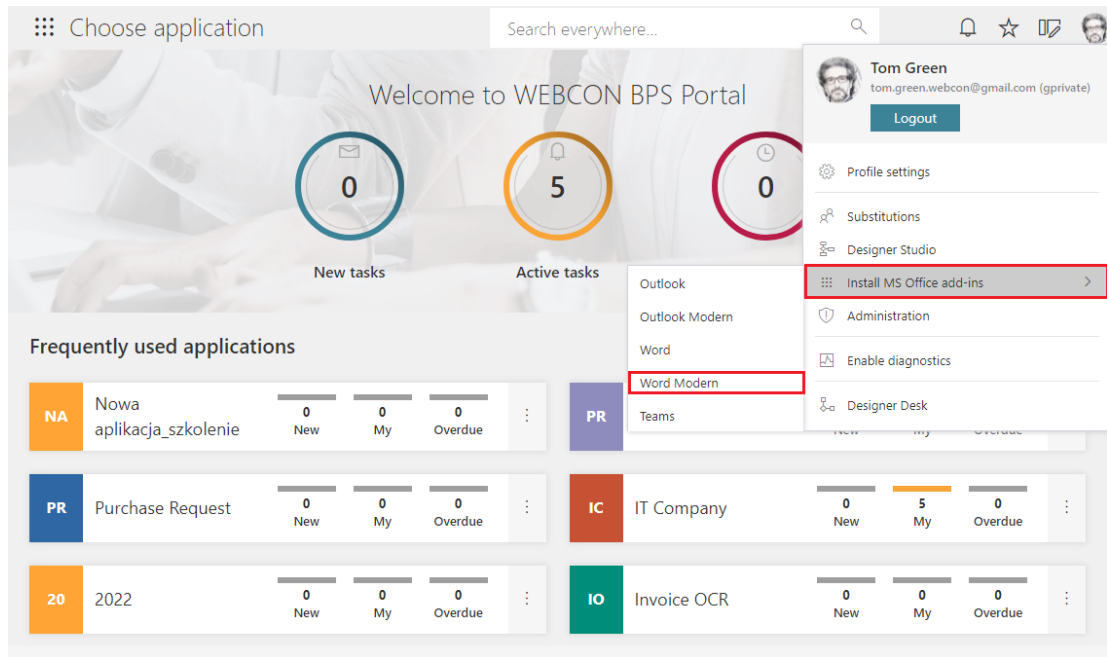 Choose application
Search everywhere...
Tom Green
tom.green.webcon@gmail.com (gprivate)
Logout
Welcome to WEBCON BPS Portal
0
5
0
New tasks
Active tasks
Profile settings
Substitutions
Designer Studio
Install MS Office add-ins
Administration
Enable diagnostics
Designer Desk
Outlook
Outlook Modern
Word
Word Modern
Teams
Frequently used applications
NA
Nowa
aplikacja_szkolenie
0 0 0
New My Overdue
PR
New My Overdue
PR
Purchase Request
0 0 0
New My Overdue
IC
IT Company
0 5 0
New My Overdue
20
2022
0 0 0
New My Overdue
IO
Invoice OCR
0 0 0
New My Overdue